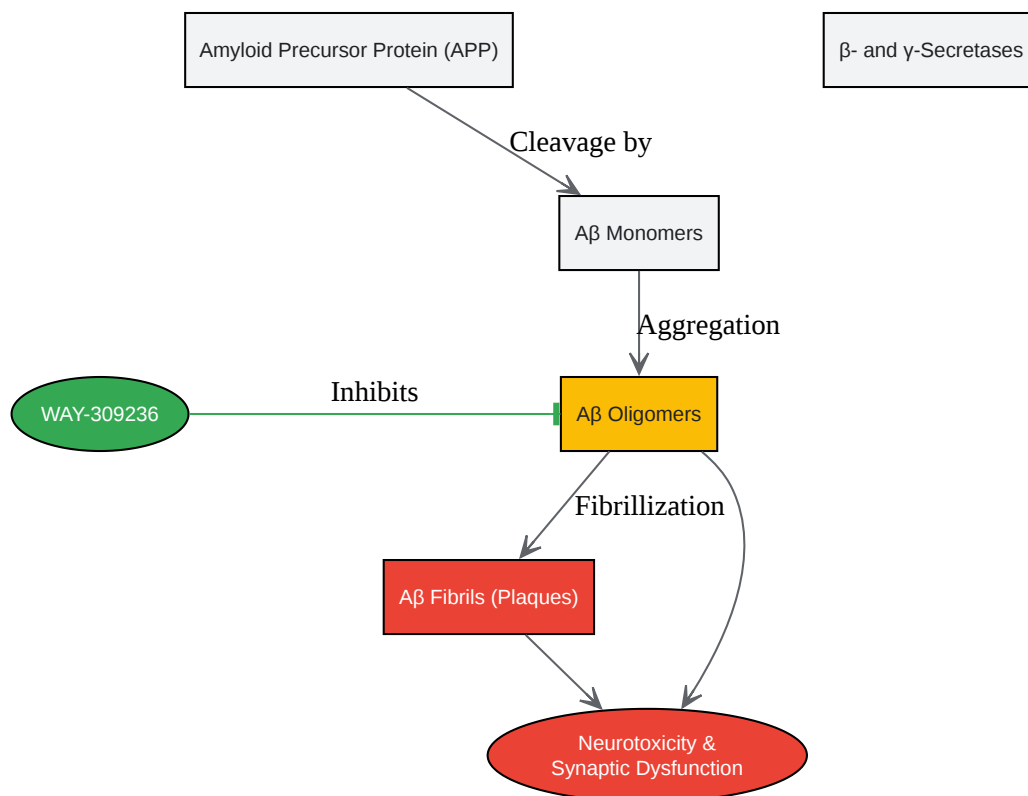 Amyloid Precursor Protein (APP)
β- and γ-Secretases
Cleavage by
Aβ Monomers
Aggregation
Inhibits
WAY-309236
Aβ Oligomers
Fibrillization
Aβ Fibrils (Plaques)
Neurotoxicity &
Synaptic Dysfunction